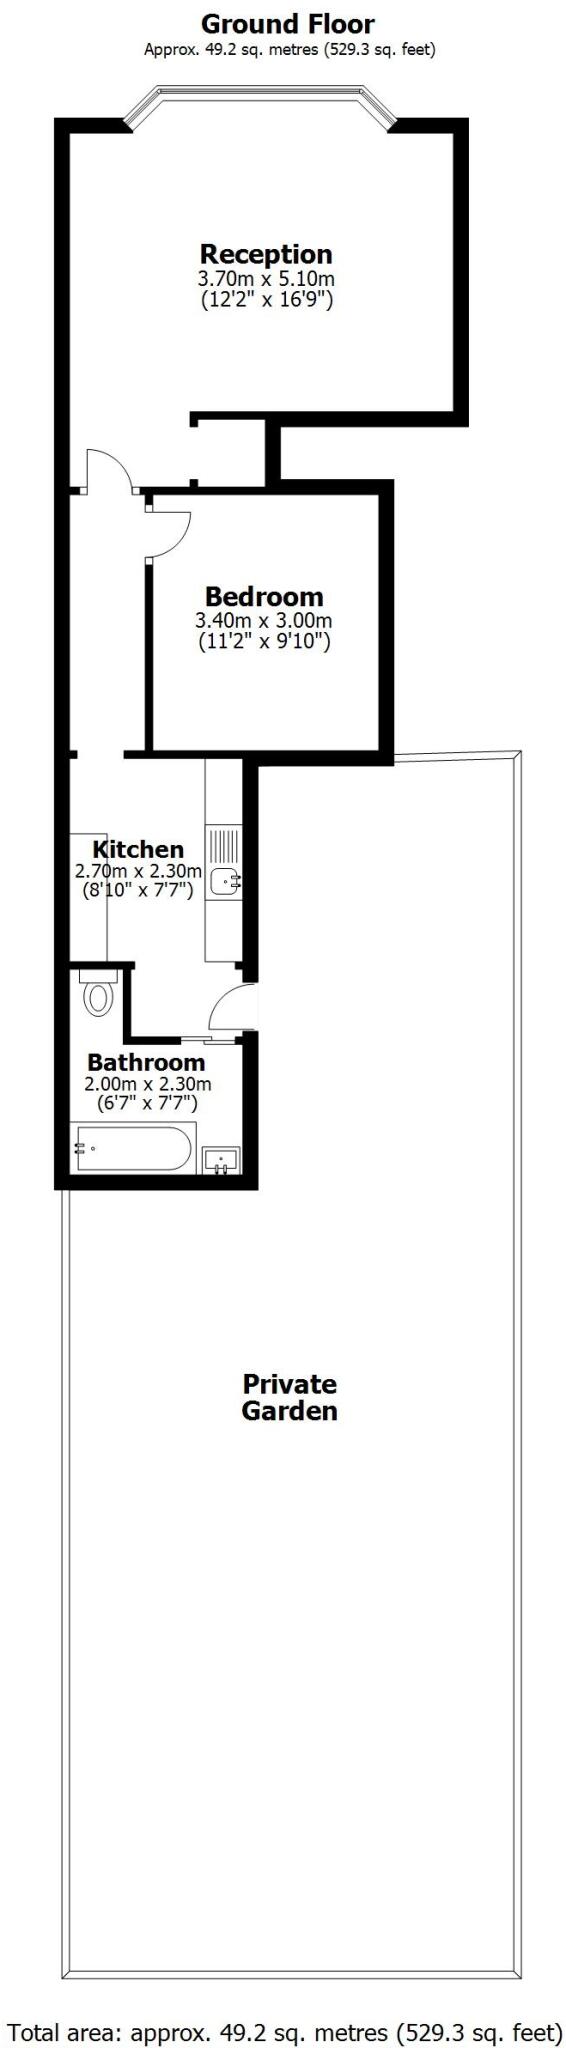 Ground Floor
Approx. 49.2 sq. metres (529.3 sq. feet)
Reception
3.70m x 5.10m
(12'2" x 16'9")
Bedroom
3.40m x 3.00m
(11'2" x 9'10")
Kitchen
2.70m x 2.30m
(8'10" x 7'7")
Bathroom
2.00m x 2.30m
(6'7" x 7'7")
Private
Garden
Total area: approx. 49.2 sq. metres (529.3 sq. feet)